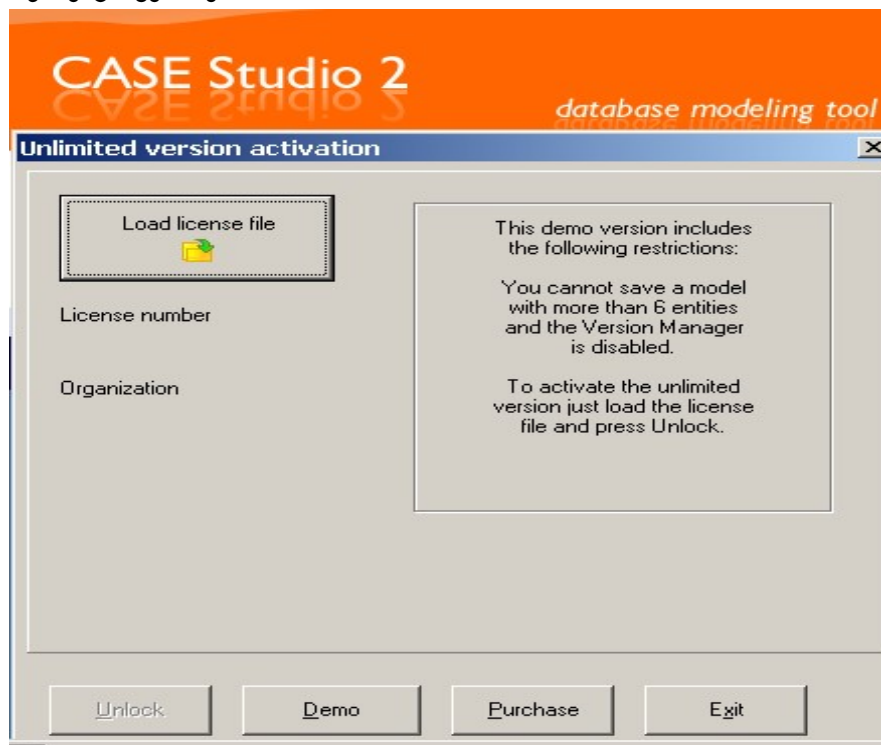 CASE Studio 2
database modeling tool
Unlimited version activation
Load license file
This demo version includes
the following restrictions:
You cannot save a model
with more than 6 entities
and the Version Manager
is disabled.
To activate the unlimited
version just load the license
file and press Unlock.
License number
Organization
Unlock
Demo
Purchase
Exit